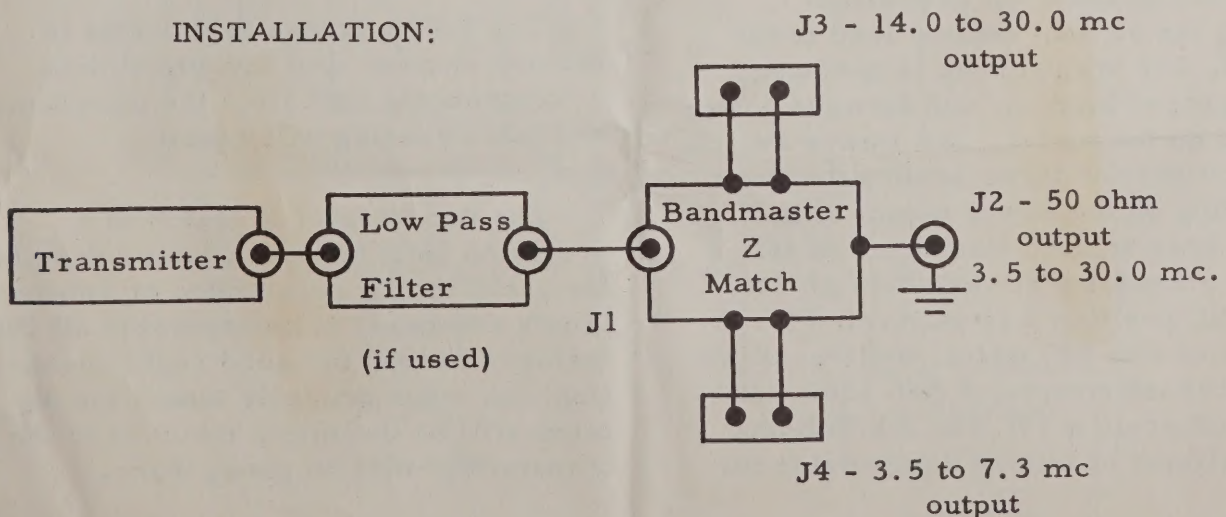 INSTALLATION:
J3 - 14.0 to 30.0 mc
output
Transmitter
Low Pass
Filter
(if used)
J1
Bandmaster
Z
Match
J2 - 50 ohm
output
3.5 to 30.0 mc.
J4 - 3.5 to 7.3 mc
output